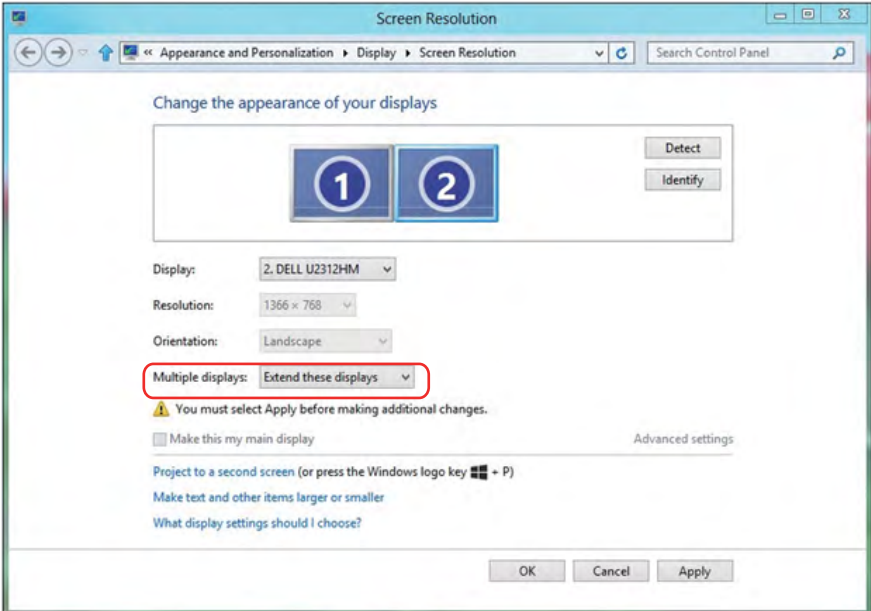 Screen Resolution
« Appearance and Personalization ▸ Display ▸ Screen Resolution
Search Control Panel
Change the appearance of your displays
1 2
Detect
Identify
Display: 2. DELL U2312HM
Resolution: 1366 × 768
Orientation: Landscape
Multiple displays: Extend these displays
You must select Apply before making additional changes.
Make this my main display
Advanced settings
Project to a second screen (or press the Windows logo key + P)
Make text and other items larger or smaller
What display settings should I choose?
OK Cancel Apply